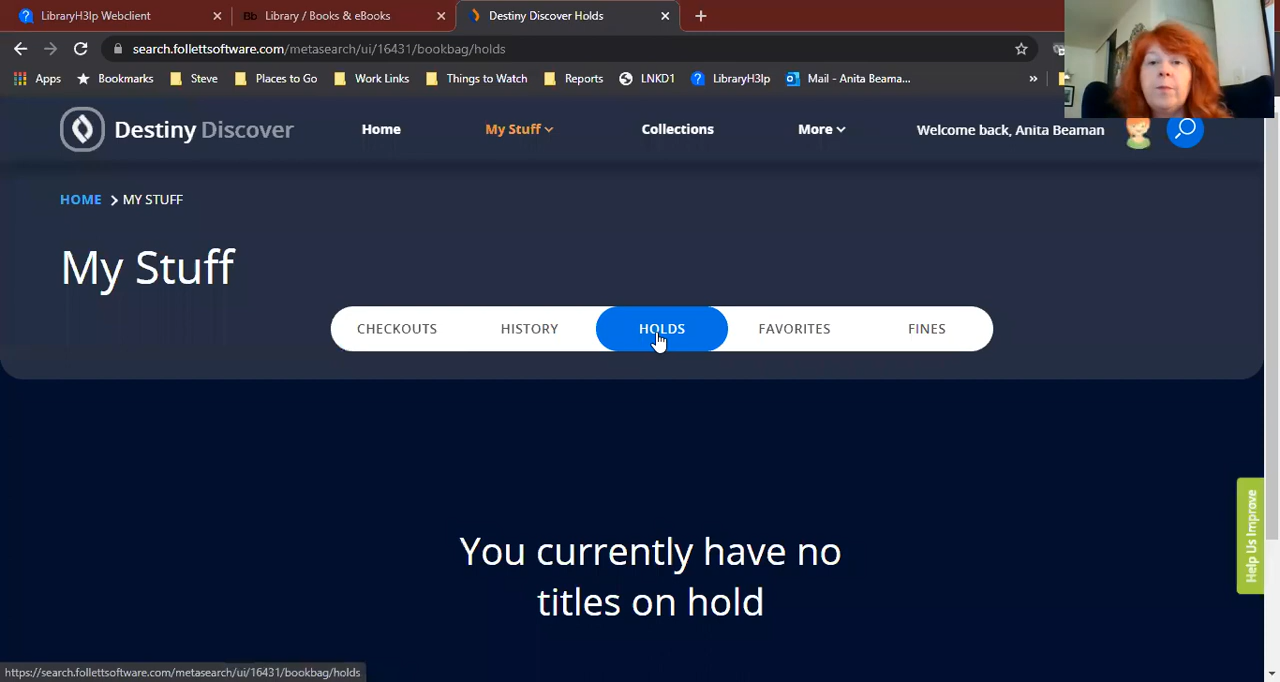 LibraryH3lp Webclient
Bb Library / Books & eBooks
Destiny Discover Holds
search.follettsoftware.com/metasearch/ui/16431/bookbag/holds
Apps Bookmarks Steve Places to Go Work Links Things to Watch Reports LNKD1 LibraryH3lp Mail - Anita Beama... »
Destiny Discover Home My Stuff Collections More Welcome back, Anita Beaman
HOME MY STUFF
My Stuff
CHECKOUTS HISTORY HOLDS FAVORITES FINES
You currently have no
titles on hold
Help Us Improve
https://search.follettsoftware.com/metasearch/ui/16431/bookbag/holds